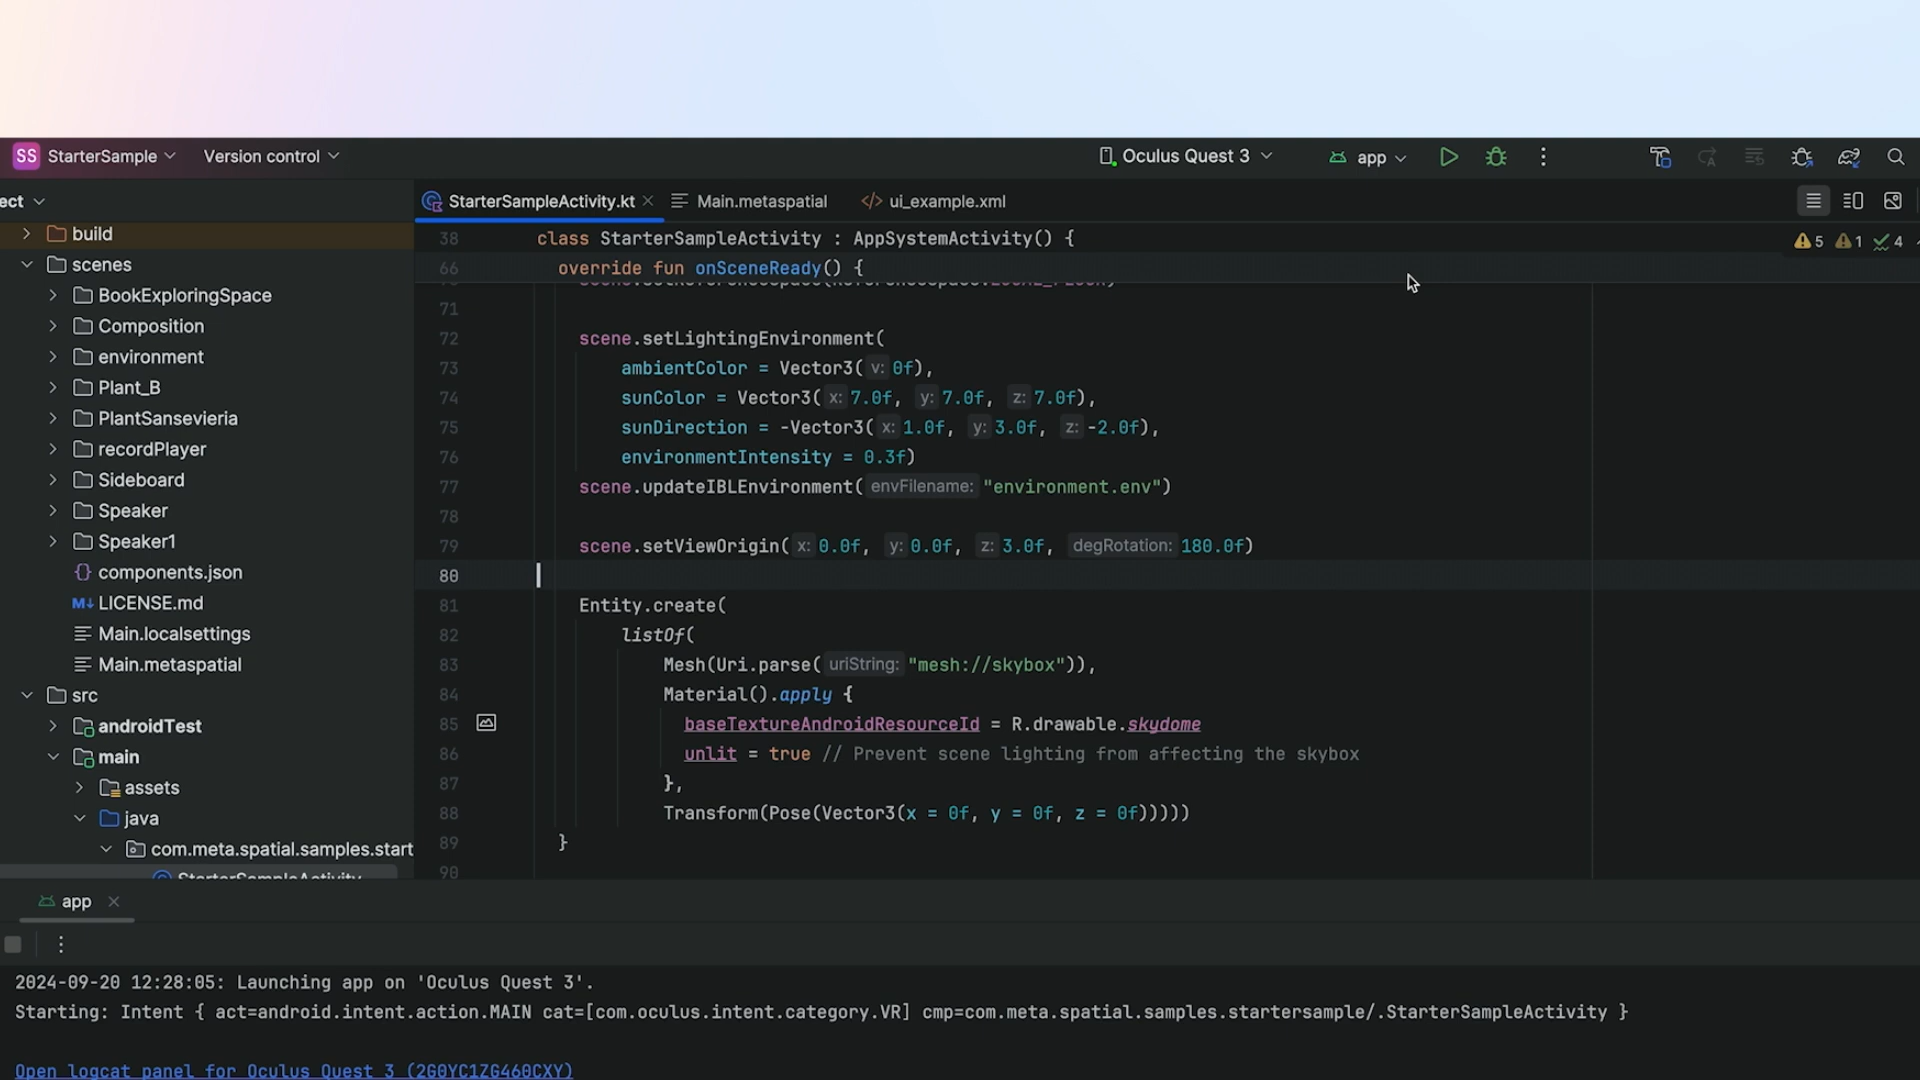 SS StarterSample Version control Oculus Quest 3 app
ect
StarterSampleActivity.kt Main.metaspatial ui_example.xml
build
scenes
BookExploringSpace
Composition
environment
Plant_B
PlantSansevieria
recordPlayer
Sideboard
Speaker
Speaker1
{} components.json
M↓ LICENSE.md
Main.localsettings
Main.metaspatial
src
androidTest
main
assets
java
com.meta.spatial.samples.start
StarterSampleActivity
5 1 4
38 class StarterSampleActivity : AppSystemActivity() {
66 override fun onSceneReady() {
71
72 scene.setLightingEnvironment(
73 ambientColor = Vector3( v: 0f),
74 sunColor = Vector3( x: 7.0f, y: 7.0f, z: 7.0f),
75 sunDirection = -Vector3( x: 1.0f, y: 3.0f, z: -2.0f),
76 environmentIntensity = 0.3f)
77 scene.updateIBLEnvironment( envFilename: "environment.env")
78
79 scene.setViewOrigin( x: 0.0f, y: 0.0f, z: 3.0f, degRotation: 180.0f)
80
81 Entity.create(
82 listOf(
83 Mesh(Uri.parse( uriString: "mesh://skybox")),
84 Material().apply {
85 baseTextureAndroidResourceId = R.drawable.skydome
86 unlit = true // Prevent scene lighting from affecting the skybox
87 },
88 Transform(Pose(Vector3(x = 0f, y = 0f, z = 0f)))))
89 }
90
app
2024-09-20 12:28:05: Launching app on 'Oculus Quest 3'.
Starting: Intent { act=android.intent.action.MAIN cat=[com.oculus.intent.category.VR] cmp=com.meta.spatial.samples.startersample/.StarterSampleActivity }
Open logcat panel for Oculus Quest 3 (2G0YC1ZG460CXY)